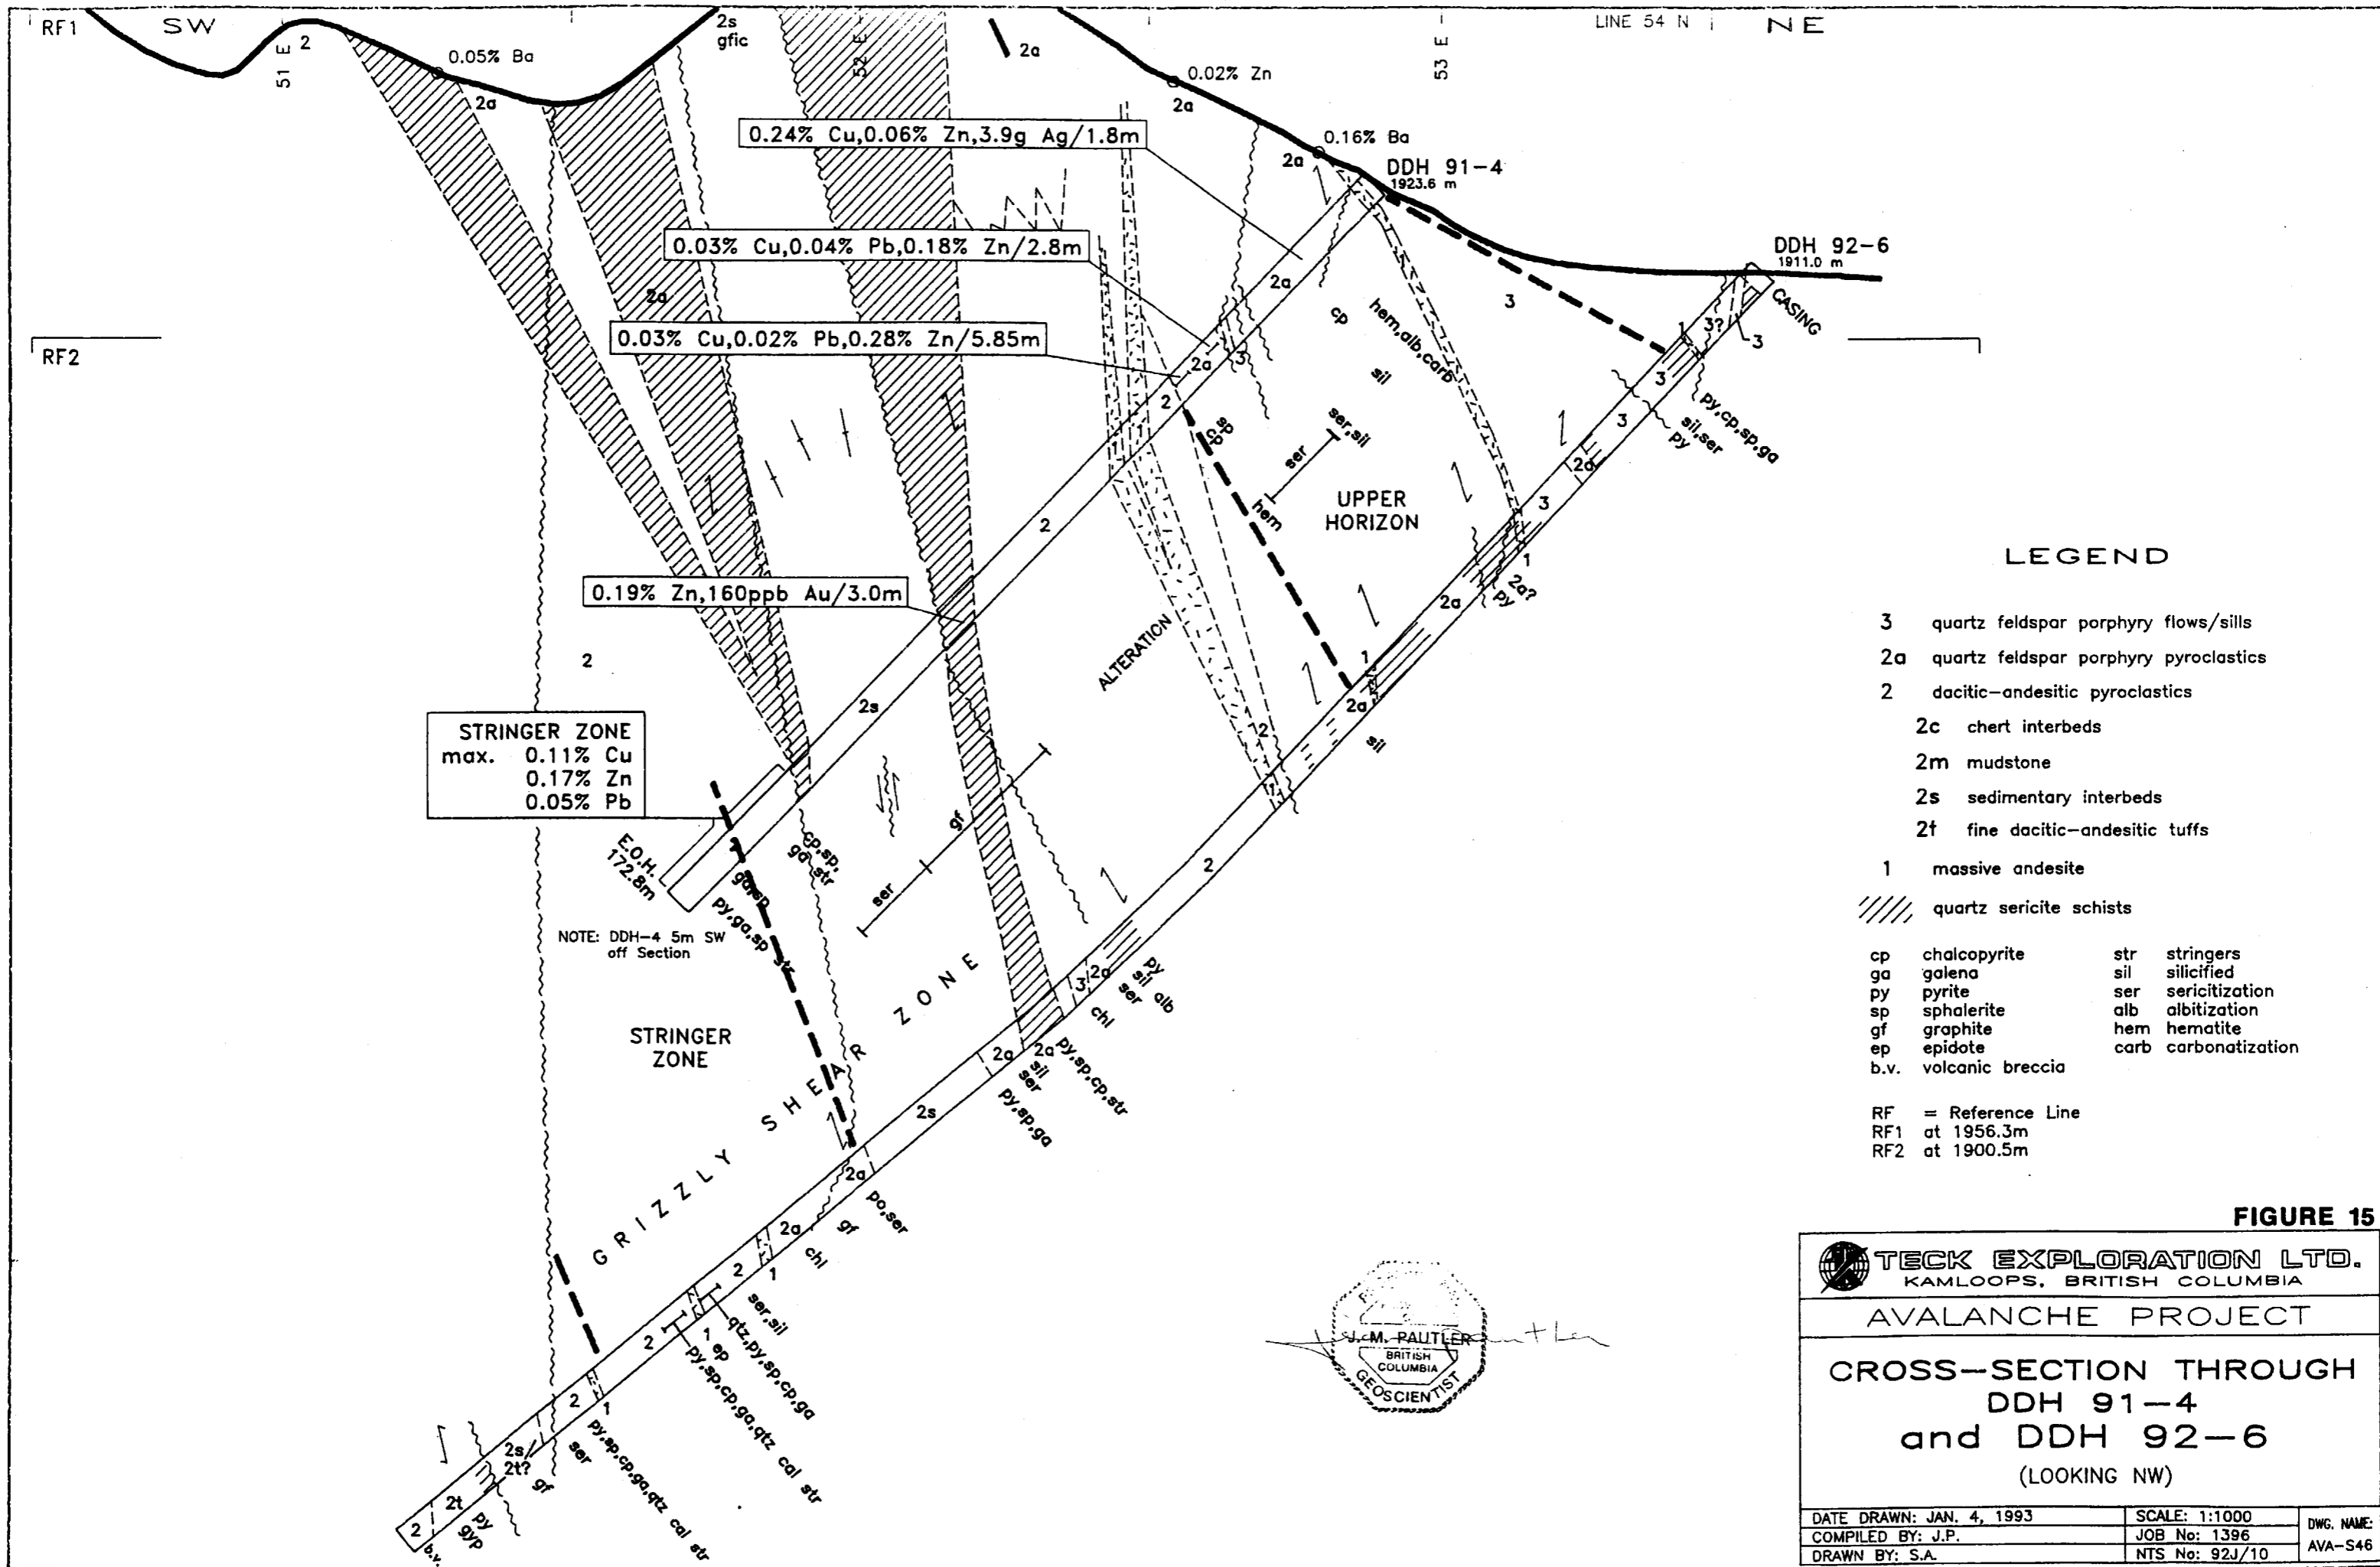 RF1
SW
51 E
2
0.05% Ba
2a
2s
gfic
52 E
2a
0.02% Zn
2a
53 E
LINE 54 N
NE
0.24% Cu,0.06% Zn,3.9g Ag/1.8m
0.16% Ba
2a
DDH 91-4
1923.6 m
0.03% Cu,0.04% Pb,0.18% Zn/2.8m
2a
DDH 92-6
1911.0 m
CASING
2a
3
cp
hem,alb,carb
1
3?
3
RF2
0.03% Cu,0.02% Pb,0.28% Zn/5.85m
2a
3
sil
3
py,cp,sp,ga
sil,ser
py
2
sp
cp
ser,sil
ser
hem
3
2a
UPPER
HORIZON
3
2
1
2a?
py
2a
0.19% Zn,160ppb Au/3.0m
ALTERATION
2
1
2a
sil
2s
2
1
STRINGER ZONE
max. 0.11% Cu
0.17% Zn
0.05% Pb
E.O.H.
172.8m
cp,sp,
ga str
gf
ser
2
2
ga,sp
py,ga,sp str
NOTE: DDH-4 5m SW
off Section
STRINGER
ZONE
GRIZZLY SHEAR ZONE
3
2a
py
sil alb
ser
chl
2a
2a
sil
ser
py,sp,cp,str
py,sp,ga
2s
2a
po,ser
2a
gf
chl
2
1
ser,sil
2
1
ep
qtz,py,sp,cp,ga
py,sp,cp,ga,qtz cal str
2
1
py,sp,cp,ga,qtz cal str
ser
2s
2t?
gf
2t
py
gyp
2
b.v.
LEGEND
3 quartz feldspar porphyry flows/sills
2a quartz feldspar porphyry pyroclastics
2 dacitic-andesitic pyroclastics
2c chert interbeds
2m mudstone
2s sedimentary interbeds
2t fine dacitic-andesitic tuffs
1 massive andesite
quartz sericite schists
cp chalcopyrite str stringers
ga galena sil silicified
py pyrite ser sericitization
sp sphalerite alb albitization
gf graphite hem hematite
ep epidote carb carbonatization
b.v. volcanic breccia
RF = Reference Line
RF1 at 1956.3m
RF2 at 1900.5m
FIGURE 15
TECK EXPLORATION LTD.
KAMLOOPS, BRITISH COLUMBIA
AVALANCHE PROJECT
CROSS-SECTION THROUGH
DDH 91-4
and DDH 92-6
(LOOKING NW)
DATE DRAWN: JAN. 4, 1993 SCALE: 1:1000 DWG. NAME:
COMPILED BY: J.P. JOB No: 1396 AVA-S46
DRAWN BY: S.A. NTS No: 92J/10
J. M. PAUTLER
BRITISH
COLUMBIA
GEOSCIENTIST